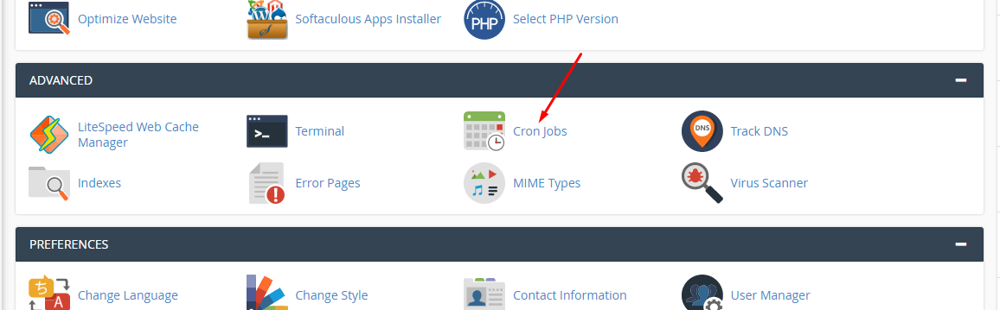 Optimize Website
Softaculous Apps Installer
PHP
Select PHP Version
ADVANCED
LiteSpeed Web Cache
Manager
>_
Terminal
Cron Jobs
DNS
Track DNS
Indexes
Error Pages
MIME Types
Virus Scanner
PREFERENCES
ち
A
Change Language
Change Style
Contact Information
User Manager